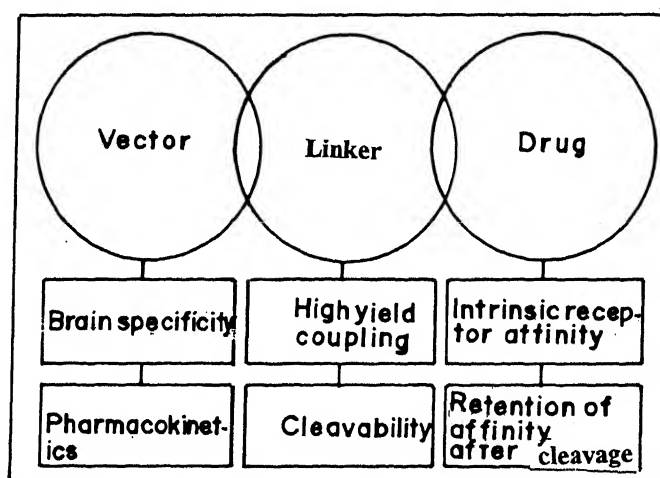 Vector
Linker
Drug
Brain specificity
High yield
coupling
Intrinsic recep-
tor affinity
Pharmacokinet-
ics
Cleavability
Retention of
affinity
after cleavage